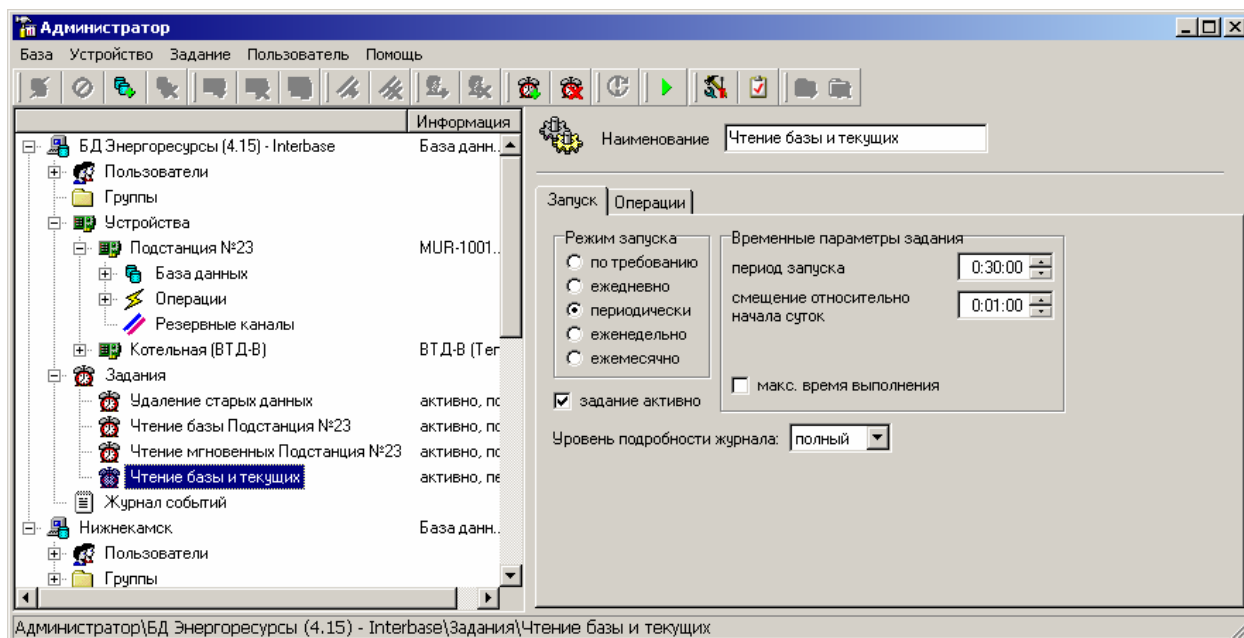 Администратор
База Устройство Задание Пользователь Помощь
Информация
БД Энергоресурсы (4.15) - Interbase База данн..
Пользователи
Группы
Устройства
Подстанция №23 MUR-1001..
База данных
Операции
Резервные каналы
Котельная (ВТД-В) ВТД-В (Теп
Задания
Удаление старых данных активно, по
Чтение базы Подстанция №23 активно, по
Чтение мгновенных Подстанция №23 активно, по
Чтение базы и текущих активно, пе
Журнал событий
Нижнекамск База данн..
Пользователи
Группы
Наименование Чтение базы и текущих
Запуск Операции
Режим запуска
по требованию
ежедневно
периодически
еженедельно
ежемесячно
Временные параметры задания
период запуска 0:30:00
смещение относительно 0:01:00
начала суток
макс. время выполнения
задание активно
Уровень подробности журнала: полный
Администратор\БД Энергоресурсы (4.15) - Interbase\Задания\Чтение базы и текущих